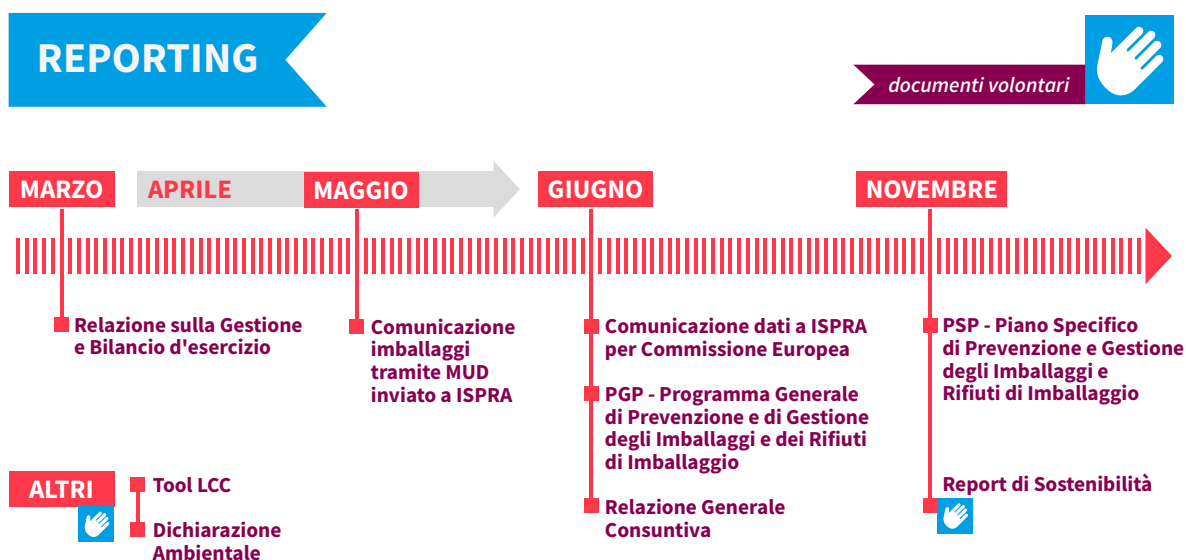 REPORTING
documenti volontari
MARZO
APRILE
MAGGIO
GIUGNO
NOVEMBRE
Relazione sulla Gestione
e Bilancio d'esercizio
Comunicazione
imballaggi
tramite MUD
inviato a ISPRA
Comunicazione dati a ISPRA
per Commissione Europea
PGP - Programma Generale
di Prevenzione e di Gestione
degli Imballaggi e dei Rifiuti
di Imballaggio
Relazione Generale
Consuntiva
PSP - Piano Specifico
di Prevenzione e Gestione
degli Imballaggi e
Rifiuti di Imballaggio
Report di Sostenibilità
ALTRI
Tool LCC
Dichiarazione
Ambientale